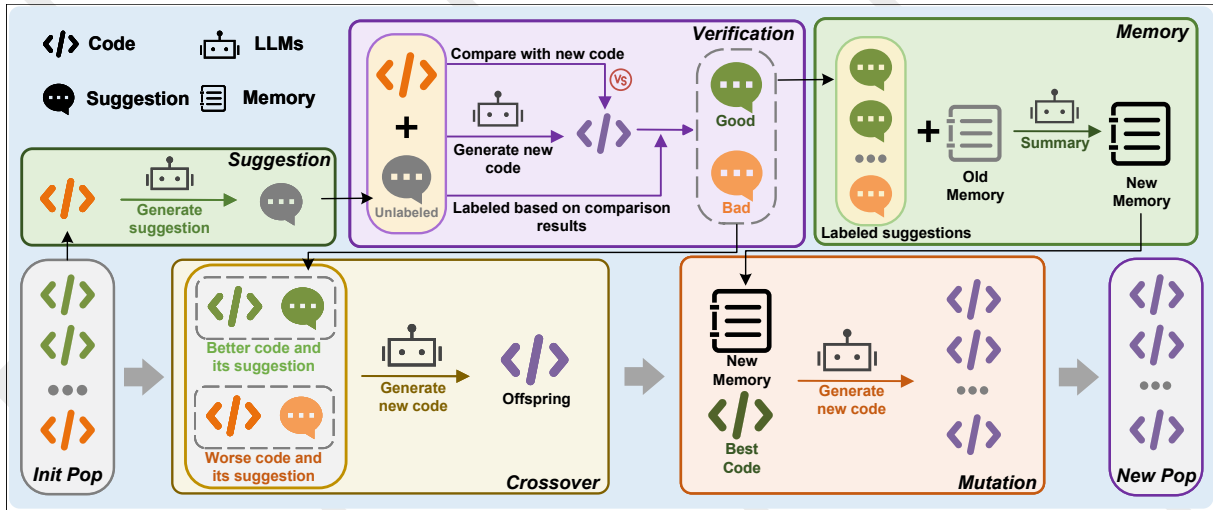 Code
LLMs
Suggestion
Memory
Suggestion
Generate
suggestion
Verification
Compare with new code
VS
+
Generate new
code
Unlabeled
Labeled based on comparison
results
Good
Bad
Memory
+
Old
Memory
Summary
New
Memory
Labeled suggestions
Init Pop
Better code and
its suggestion
Worse code and
its suggestion
Generate
new code
Offspring
Crossover
New
Memory
Best
Code
Generate
new code
Mutation
New Pop